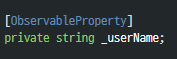 [ObservableProperty]
private string _userName;